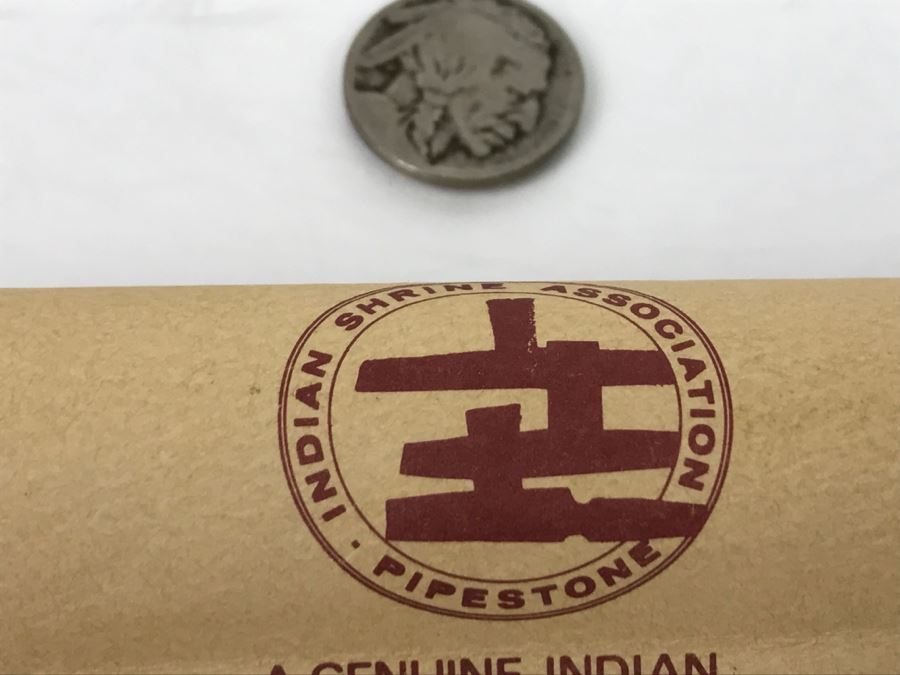 PIPESTONE · INDIAN SHRINE ASSOCIATION
A GENUINE INDIAN